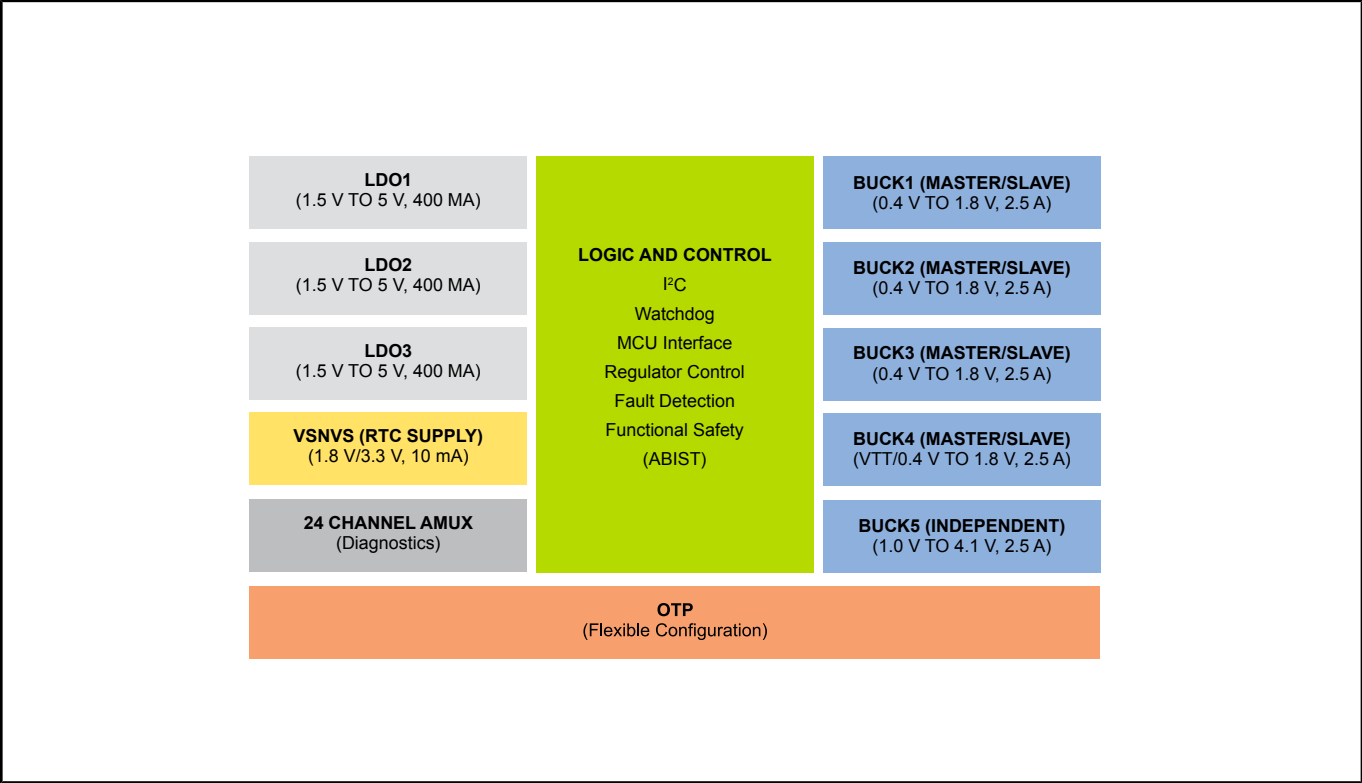 LDO1
(1.5 V TO 5 V, 400 MA)
LDO2
(1.5 V TO 5 V, 400 MA)
LDO3
(1.5 V TO 5 V, 400 MA)
VSNVS (RTC SUPPLY)
(1.8 V/3.3 V, 10 mA)
24 CHANNEL AMUX
(Diagnostics)
LOGIC AND CONTROL
I²C
Watchdog
MCU Interface
Regulator Control
Fault Detection
Functional Safety
(ABIST)
BUCK1 (MASTER/SLAVE)
(0.4 V TO 1.8 V, 2.5 A)
BUCK2 (MASTER/SLAVE)
(0.4 V TO 1.8 V, 2.5 A)
BUCK3 (MASTER/SLAVE)
(0.4 V TO 1.8 V, 2.5 A)
BUCK4 (MASTER/SLAVE)
(VTT/0.4 V TO 1.8 V, 2.5 A)
BUCK5 (INDEPENDENT)
(1.0 V TO 4.1 V, 2.5 A)
OTP
(Flexible Configuration)